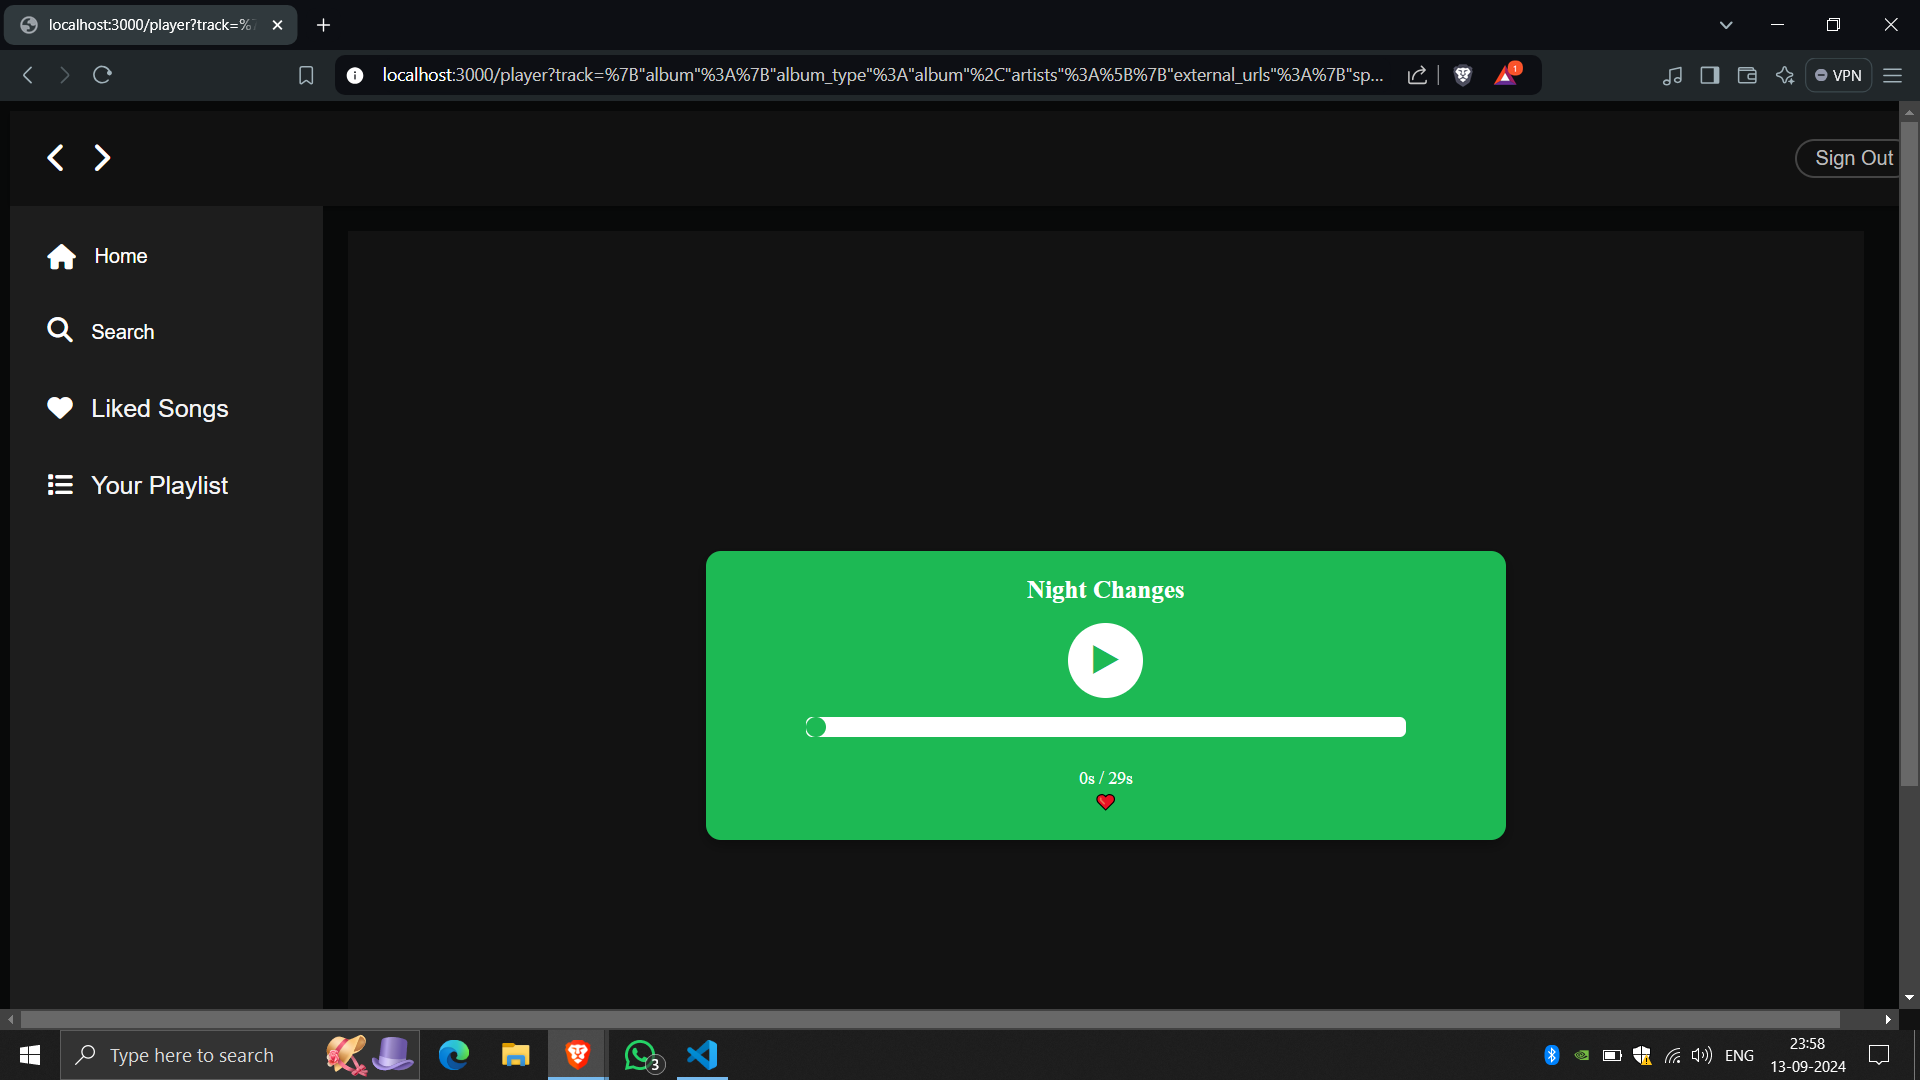 localhost:3000/player?track=%7
localhost:3000/player?track=%7B"album"%3A%7B"album_type"%3A"album"%2C"artists"%3A%5B%7B"external_urls"%3A%7B"sp...
1
VPN
Sign Out
Home
Search
Liked Songs
Your Playlist
Night Changes
0s / 29s
Type here to search
3
ENG
23:58
13-09-2024